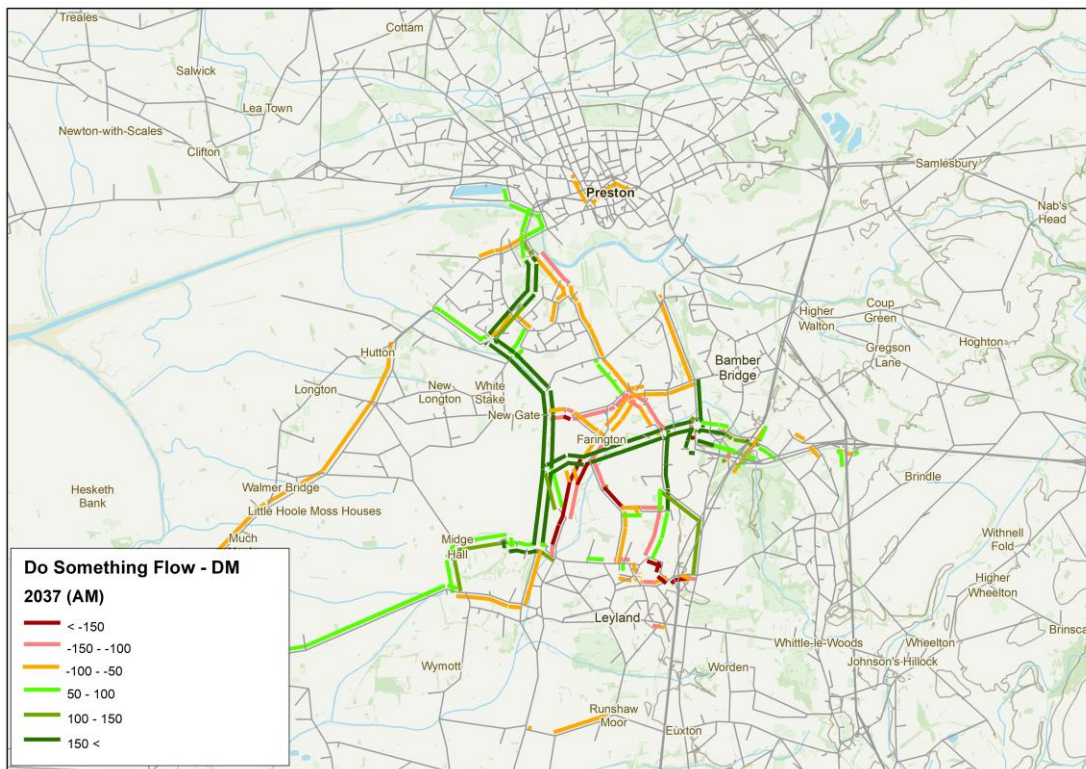 Treales
Cottam
Salwick
Lea Town
Newton-with-Scales
Clifton
Samlesbury
Preston
Nab's
Head
Coup
Green
Higher
Walton
Gregson
Lane
Hoghton
Hutton
Bamber
Bridge
Longton
New
Longton
White
Stake
New Gate
Farington
Brindle
Hesketh
Bank
Walmer Bridge
Little Hoole Moss Houses
Much
Midge
Hall
Withnell
Fold
Higher
Wheelton
Leyland
Brinsca
Whittle-le-Woods
Wheelton
Johnson's Hillock
Wymott
Worden
Runshaw
Moor
Euxton
Do Something Flow - DM
2037 (AM)
< -150
-150 - -100
-100 - -50
50 - 100
100 - 150
150 <